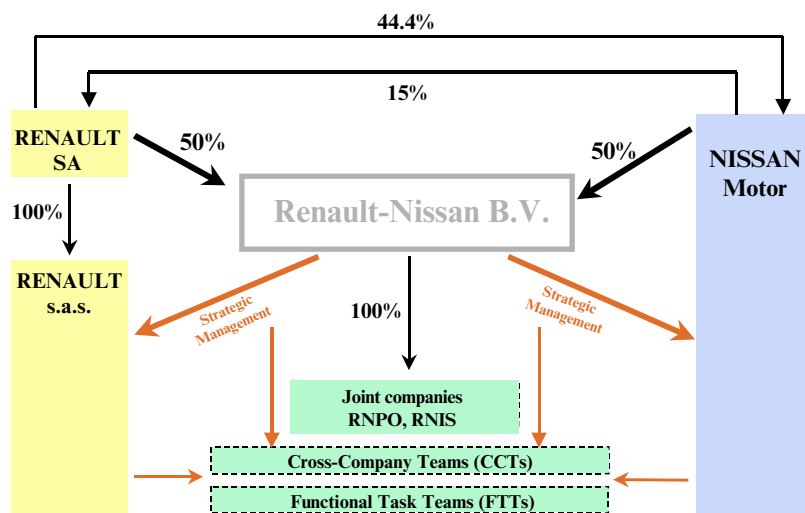 44.4%
15%
RENAULT
SA
50%
50%
NISSAN
Motor
Renault-Nissan B.V.
100%
RENAULT
s.a.s.
Strategic
Management
100%
Strategic
Management
Joint companies
RNPO, RNIS
Cross-Company Teams (CCTs)
Functional Task Teams (FTTs)